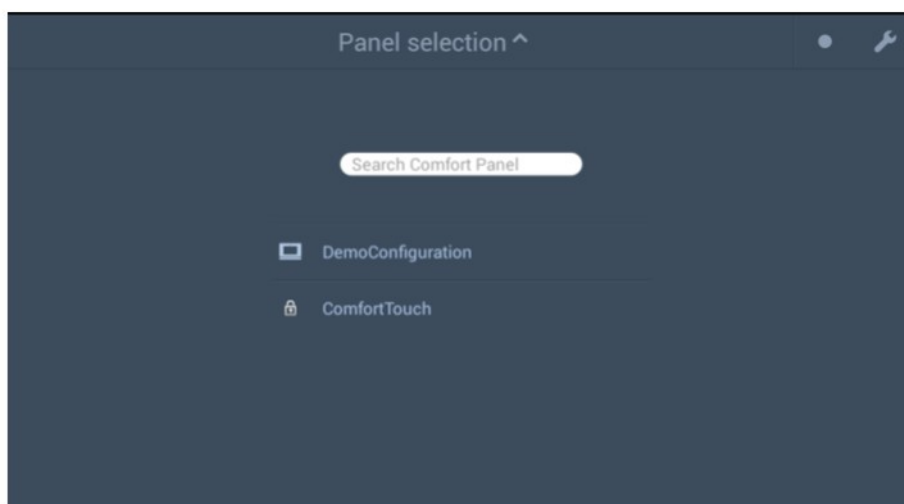 Panel selection
Search Comfort Panel
DemoConfiguration
ComfortTouch